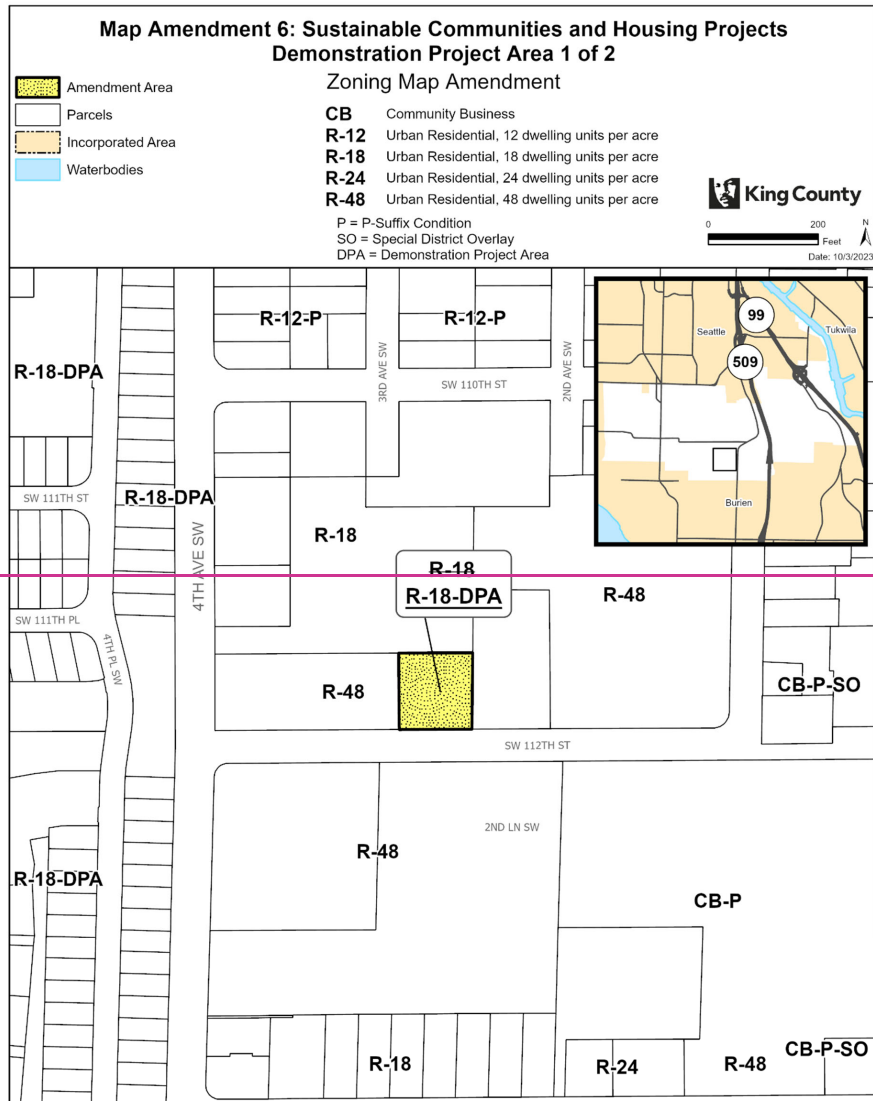 Map Amendment 6: Sustainable Communities and Housing Projects
Demonstration Project Area 1 of 2
Zoning Map Amendment
Amendment Area
Parcels
Incorporated Area
Waterbodies
CB Community Business
R-12 Urban Residential, 12 dwelling units per acre
R-18 Urban Residential, 18 dwelling units per acre
R-24 Urban Residential, 24 dwelling units per acre
R-48 Urban Residential, 48 dwelling units per acre
P = P-Suffix Condition
SO = Special District Overlay
DPA = Demonstration Project Area
King County
0 200
Feet
N
Date: 10/3/2023
R-12-P
R-12-P
R-18-DPA
3RD AVE SW
SW 110TH ST
2ND AVE SW
99
Seattle
Tukwila
509
Burien
SW 111TH ST
R-18-DPA
4TH AVE SW
R-18
R-18
R-18-DPA
R-48
SW 111TH PL
4TH PL SW
R-48
CB-P-SO
SW 112TH ST
2ND LN SW
R-48
R-18-DPA
CB-P
R-18
R-24
R-48
CB-P-SO